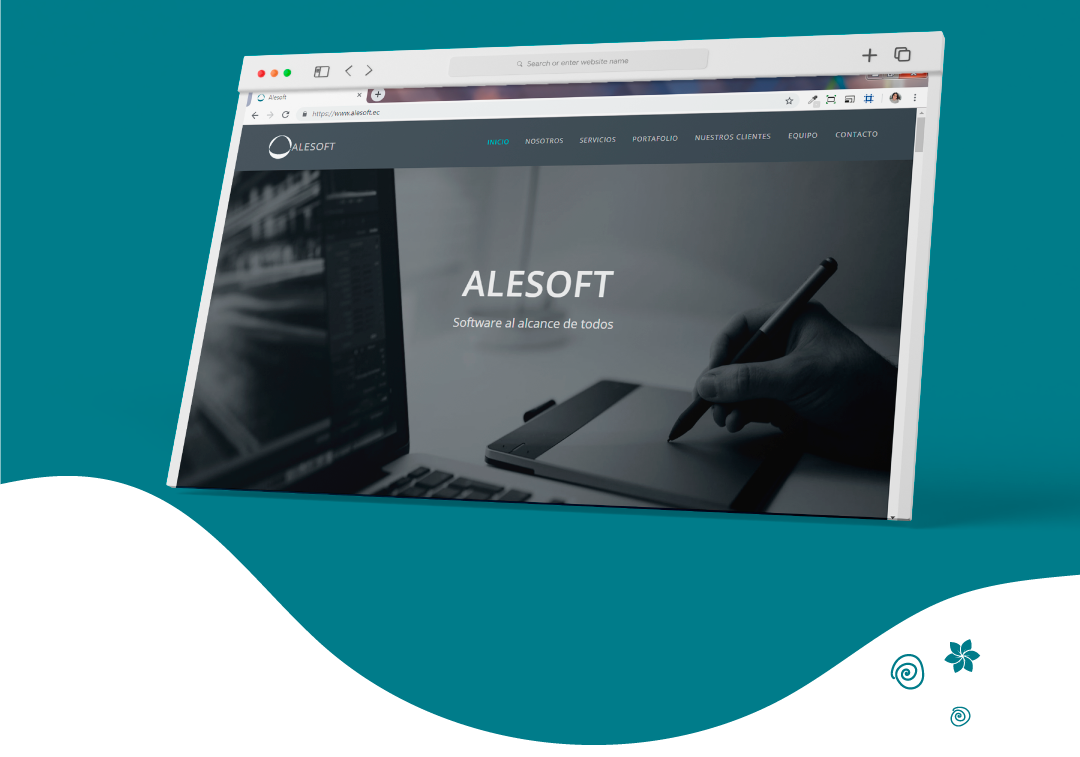 Search or enter website name
Alesoft
https://www.alesoft.ec
ALESOFT
INICIO NOSOTROS SERVICIOS PORTAFOLIO NUESTROS CLIENTES EQUIPO CONTACTO
ALESOFT
Software al alcance de todos